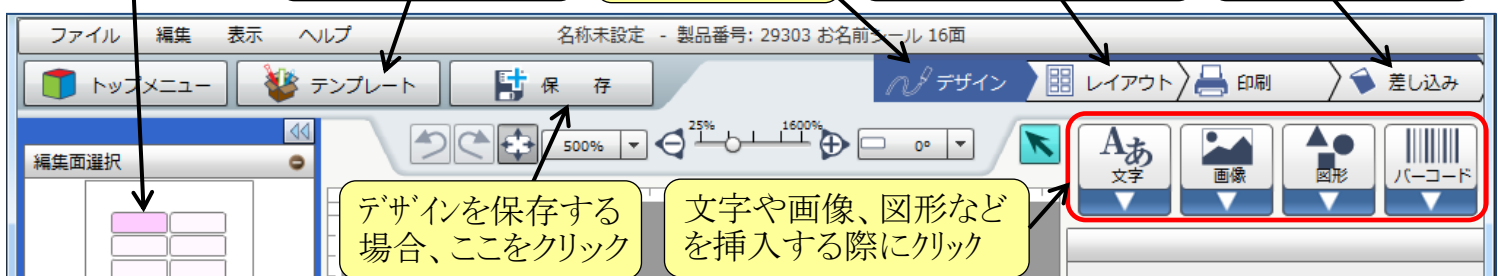 ファイル 編集 表示 ヘルプ 名称未設定 - 製品番号: 29303 お名前シール 16面
トップメニュー テンプレート 保 存 デザイン レイアウト 印刷 差し込み
500% 25% 1600% 0°
編集面選択
Aあ
文字 画像 図形 バーコード
デザインを保存する
場合、ここをクリック
文字や画像、図形など
を挿入する際にクリック